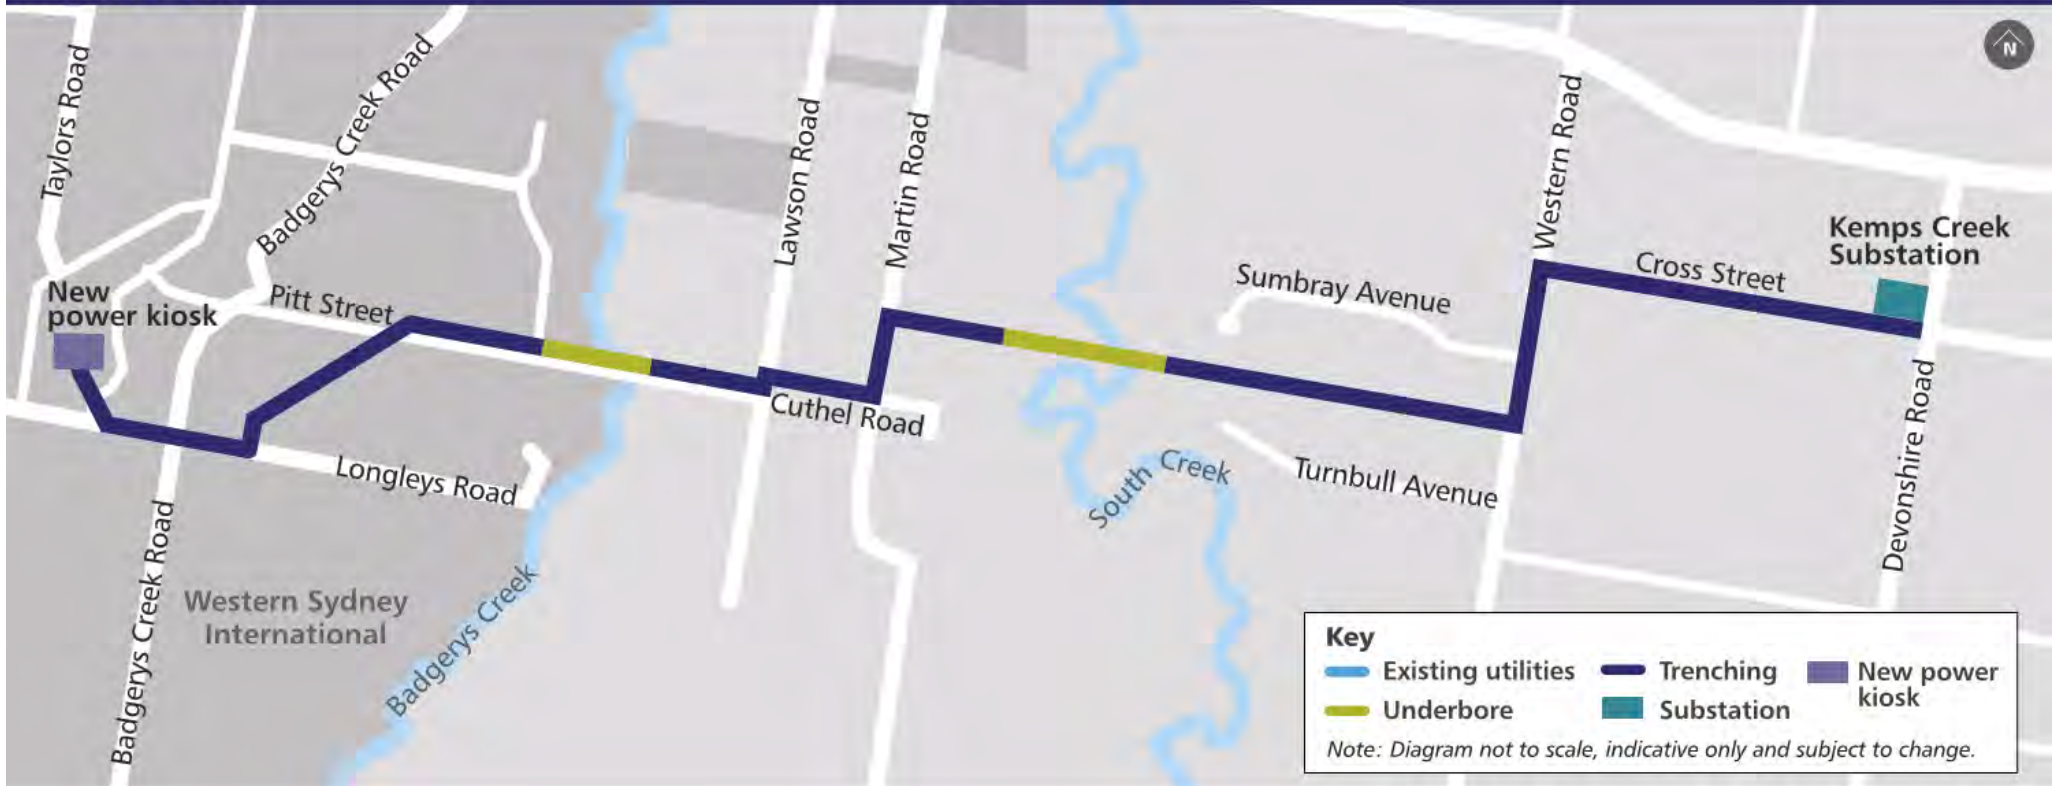 N
Taylors Road
Badgerys Creek Road
Lawson Road
Martin Road
Western Road
Kemps Creek
Substation
New
power kiosk
Pitt Street
Sumbray Avenue
Cross Street
Cuthel Road
Longleys Road
South Creek
Turnbull Avenue
Devonshire Road
Badgerys Creek Road
Western Sydney
International
Badgerys Creek
Key
Existing utilities
Trenching
New power
kiosk
Underbore
Substation
Note: Diagram not to scale, indicative only and subject to change.